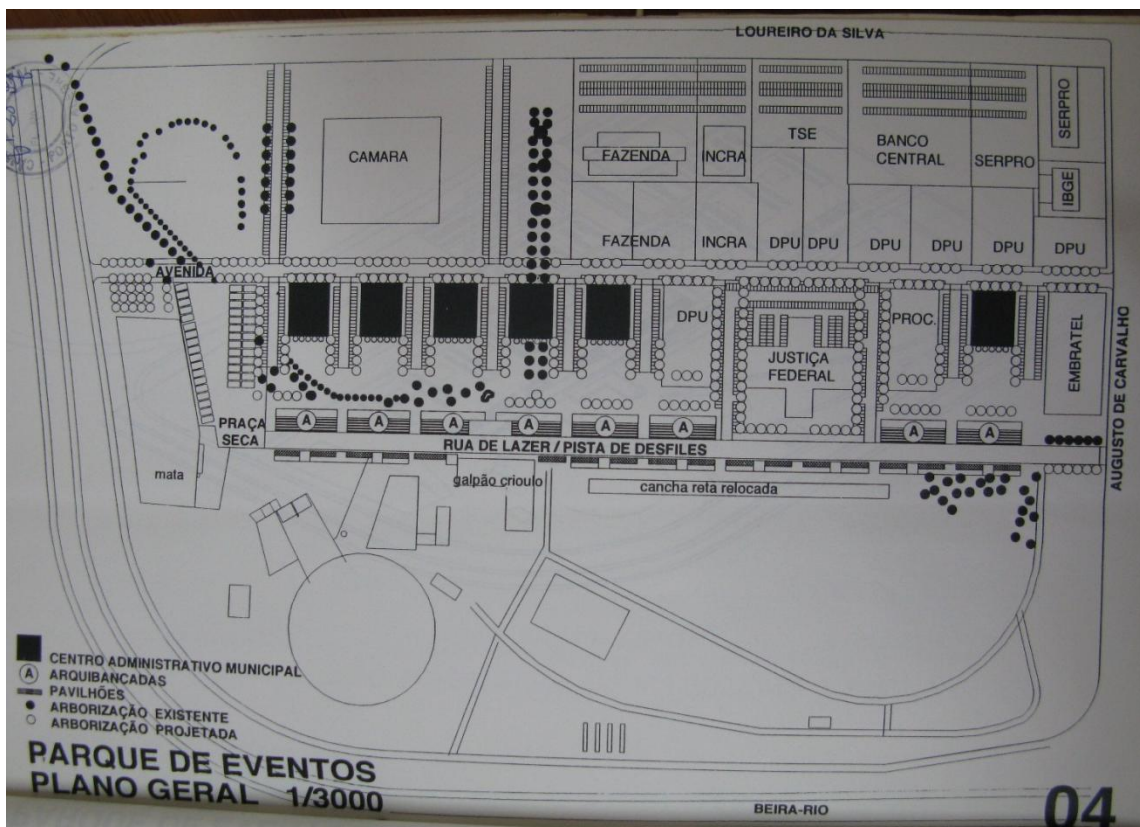 LOUREIRO DA SILVA
CAMARA
FAZENDA
INCRA
TSE
BANCO
CENTRAL
SERPRO
SERPRO
IBGE
FAZENDA
INCRA
DPU
DPU
DPU
DPU
DPU
DPU
AVENIDA
DPU
JUSTIÇA
FEDERAL
PROC.
EMBRATEL
AUGUSTO DE CARVALHO
A
A
A
A
A
A
A
A
PRAÇA
SECA
RUA DE LAZER / PISTA DE DESFILES
mata
galpão crioulo
cancha reta relocada
CENTRO ADMINISTRATIVO MUNICIPAL
A ARQUIBANCADAS
PAVILHÕES
ARBORIZAÇÃO EXISTENTE
ARBORIZAÇÃO PROJETADA
PARQUE DE EVENTOS
PLANO GERAL 1/3000
BEIRA-RIO
04